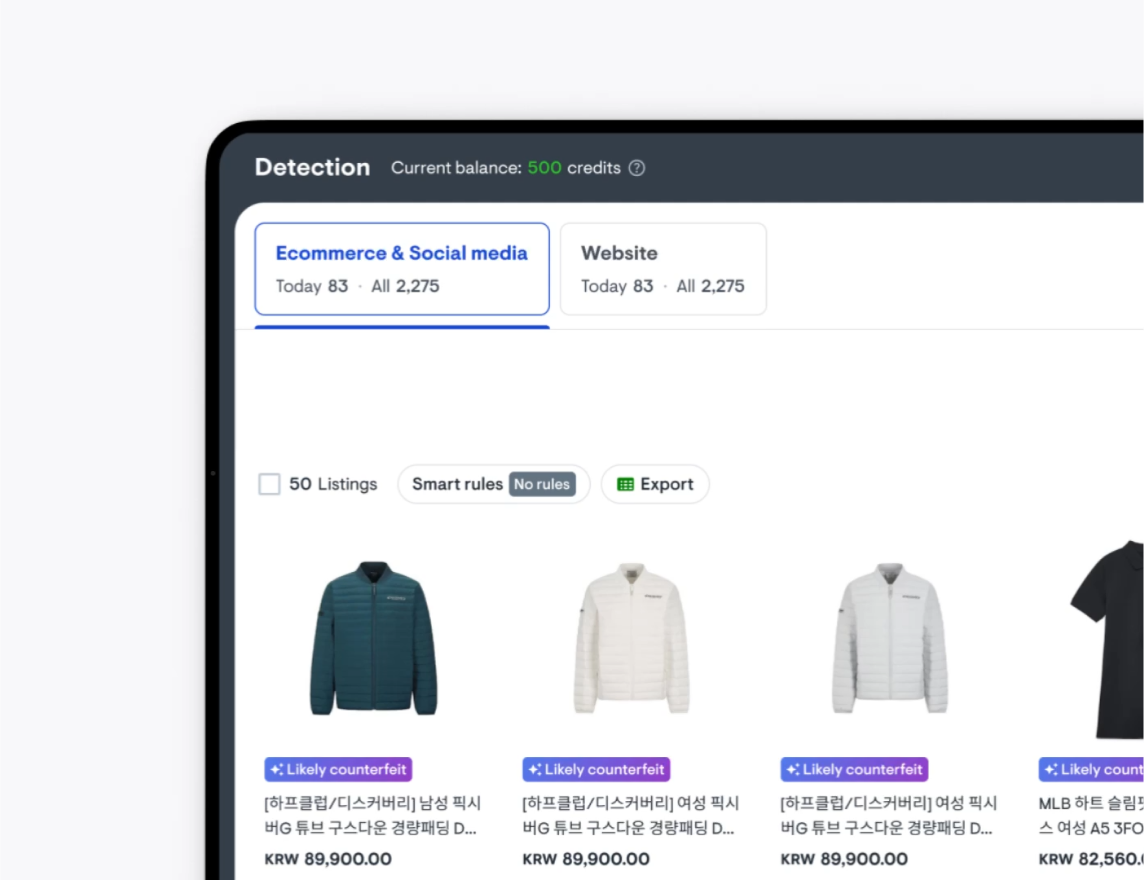 Detection Current balance: 500 credits ?
Ecommerce & Social media
Today 83 · All 2,275
Website
Today 83 · All 2,275
50 Listings Smart rules No rules Export
Likely counterfeit
[하프클럽/디스커버리] 남성 픽시
버G 튜브 구스다운 경량패딩 D...
KRW 89,900.00
Likely counterfeit
[하프클럽/디스커버리] 여성 픽시
버G 튜브 구스다운 경량패딩 D...
KRW 89,900.00
Likely counterfeit
[하프클럽/디스커버리] 여성 픽시
버G 튜브 구스다운 경량패딩 D...
KRW 89,900.00
Likely
MLB 하트 슬림
스 여성 A5 3FO
KRW 82,560.